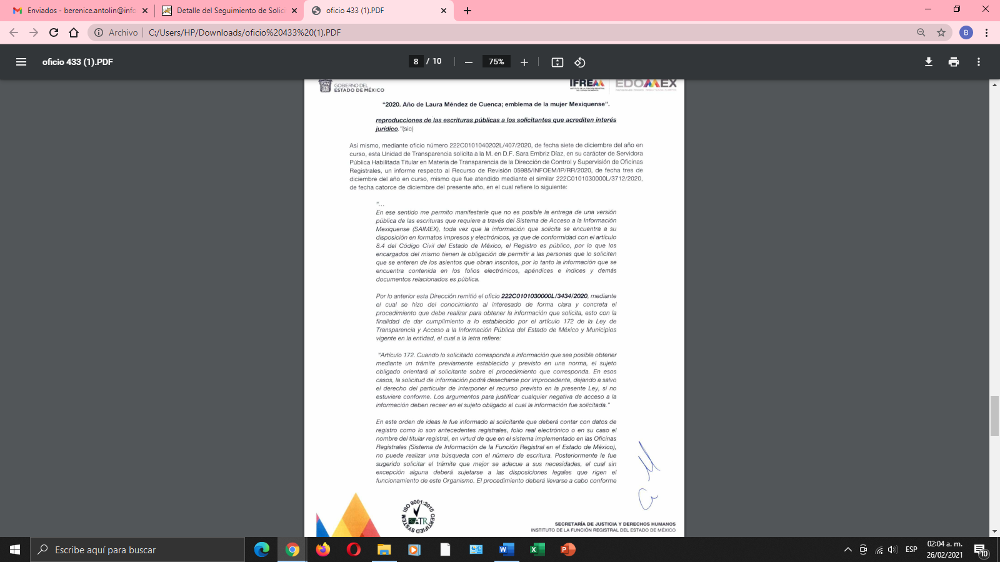 Enviados - berenice.antolin@info
Detalle del Seguimiento de Solici
oficio 433 (1).PDF
Archivo
C:/Users/HP/Downloads/oficio%20433%20(1).PDF
B
oficio 433 (1).PDF
8 / 10
75%
GOBIERNO DEL
ESTADO DE MÉXICO
IFREM
EDOMEX
"2020. Año de Laura Méndez de Cuenca; emblema de la mujer Mexiquense".
reproducciones de las escrituras públicas a los solicitantes que acrediten interés
jurídico."(sic)
Así mismo, mediante oficio número 222C0101040202L/407/2020, de fecha siete de diciembre del año en
curso, esta Unidad de Transparencia solicita a la M. en D.F. Sara Embriz Díaz, en su carácter de Servidora
Pública Habilitada Titular en Materia de Transparencia de la Dirección de Control y Supervisión de Oficinas
Registrales, un informe respecto al Recurso de Revisión 05985/INFOEM/IP/RR/2020, de fecha tres de
diciembre del año en curso, mismo que fue atendido mediante el similar 222C0101030000L/3712/2020,
de fecha catorce de diciembre del presente año, en el cual refiere lo siguiente:
"…
En ese sentido me permito manifestarle que no es posible la entrega de una versión
pública de las escrituras que requiere a través del Sistema de Acceso a la Información
Mexiquense (SAIMEX), toda vez que la información que solicita se encuentra a su
disposición en formatos impresos y electrónicos, ya que de conformidad con el artículo
8.4 del Código Civil del Estado de México, el Registro es público, por lo que los
encargados del mismo tienen la obligación de permitir a las personas que lo soliciten
que se enteren de los asientos que obran inscritos, por lo tanto la información que se
encuentra contenida en los folios electrónicos, apéndices e índices y demás
documentos relacionados es pública.
Por lo anterior esta Dirección remitió el oficio 222C0101030000L/3434/2020, mediante
el cual se hizo del conocimiento al interesado de forma clara y concreta el
procedimiento que debe realizar para obtener la información que solicita, esto con la
finalidad de dar cumplimiento a lo establecido por el artículo 172 de la Ley de
Transparencia y Acceso a la Información Pública del Estado de México y Municipios
vigente en la entidad, el cual a la letra refiere:
"Artículo 172. Cuando lo solicitado corresponda a información que sea posible obtener
mediante un trámite previamente establecido y previsto en una norma, el sujeto
obligado orientará al solicitante sobre el procedimiento que corresponda. En esos
casos, la solicitud de información podrá desecharse por improcedente, dejando a salvo
el derecho del particular de interponer el recurso previsto en la presente Ley, si no
estuviere conforme. Los argumentos para justificar cualquier negativa de acceso a la
información deben recaer en el sujeto obligado al cual la información fue solicitada."
En este orden de ideas le fue informado al solicitante que deberá contar con datos de
registro como lo son antecedentes registrales, folio real electrónico o en su caso el
nombre del titular registral, en virtud de que en el sistema implementado en las Oficinas
Registrales (Sistema de Información de la Función Registral en el Estado de México),
no puede realizar una búsqueda con el número de escritura. Posteriormente le fue
sugerido solicitar el trámite que mejor se adecue a sus necesidades, el cual sin
excepción alguna deberá sujetarse a las disposiciones legales que rigen el
funcionamiento de este Organismo. El procedimiento deberá llevarse a cabo conforme
ISO 9001:2015 CERTIFIED SYSTEM
ATR
SECRETARÍA DE JUSTICIA Y DERECHOS HUMANOS
INSTITUTO DE LA FUNCIÓN REGISTRAL DEL ESTADO DE MÉXICO
Escribe aquí para buscar
ESP
02:04 a. m.
26/02/2021
10